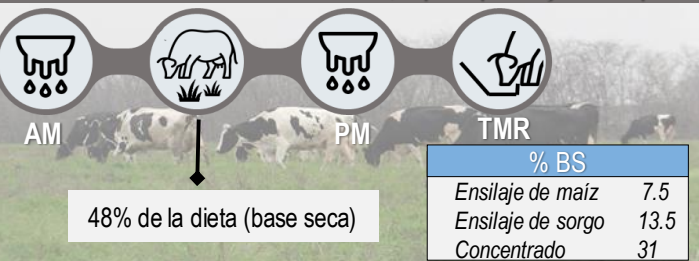 AM
PM
TMR
48% de la dieta (base seca)
% BS
Ensilaje de maíz 7.5
Ensilaje de sorgo 13.5
Concentrado 31